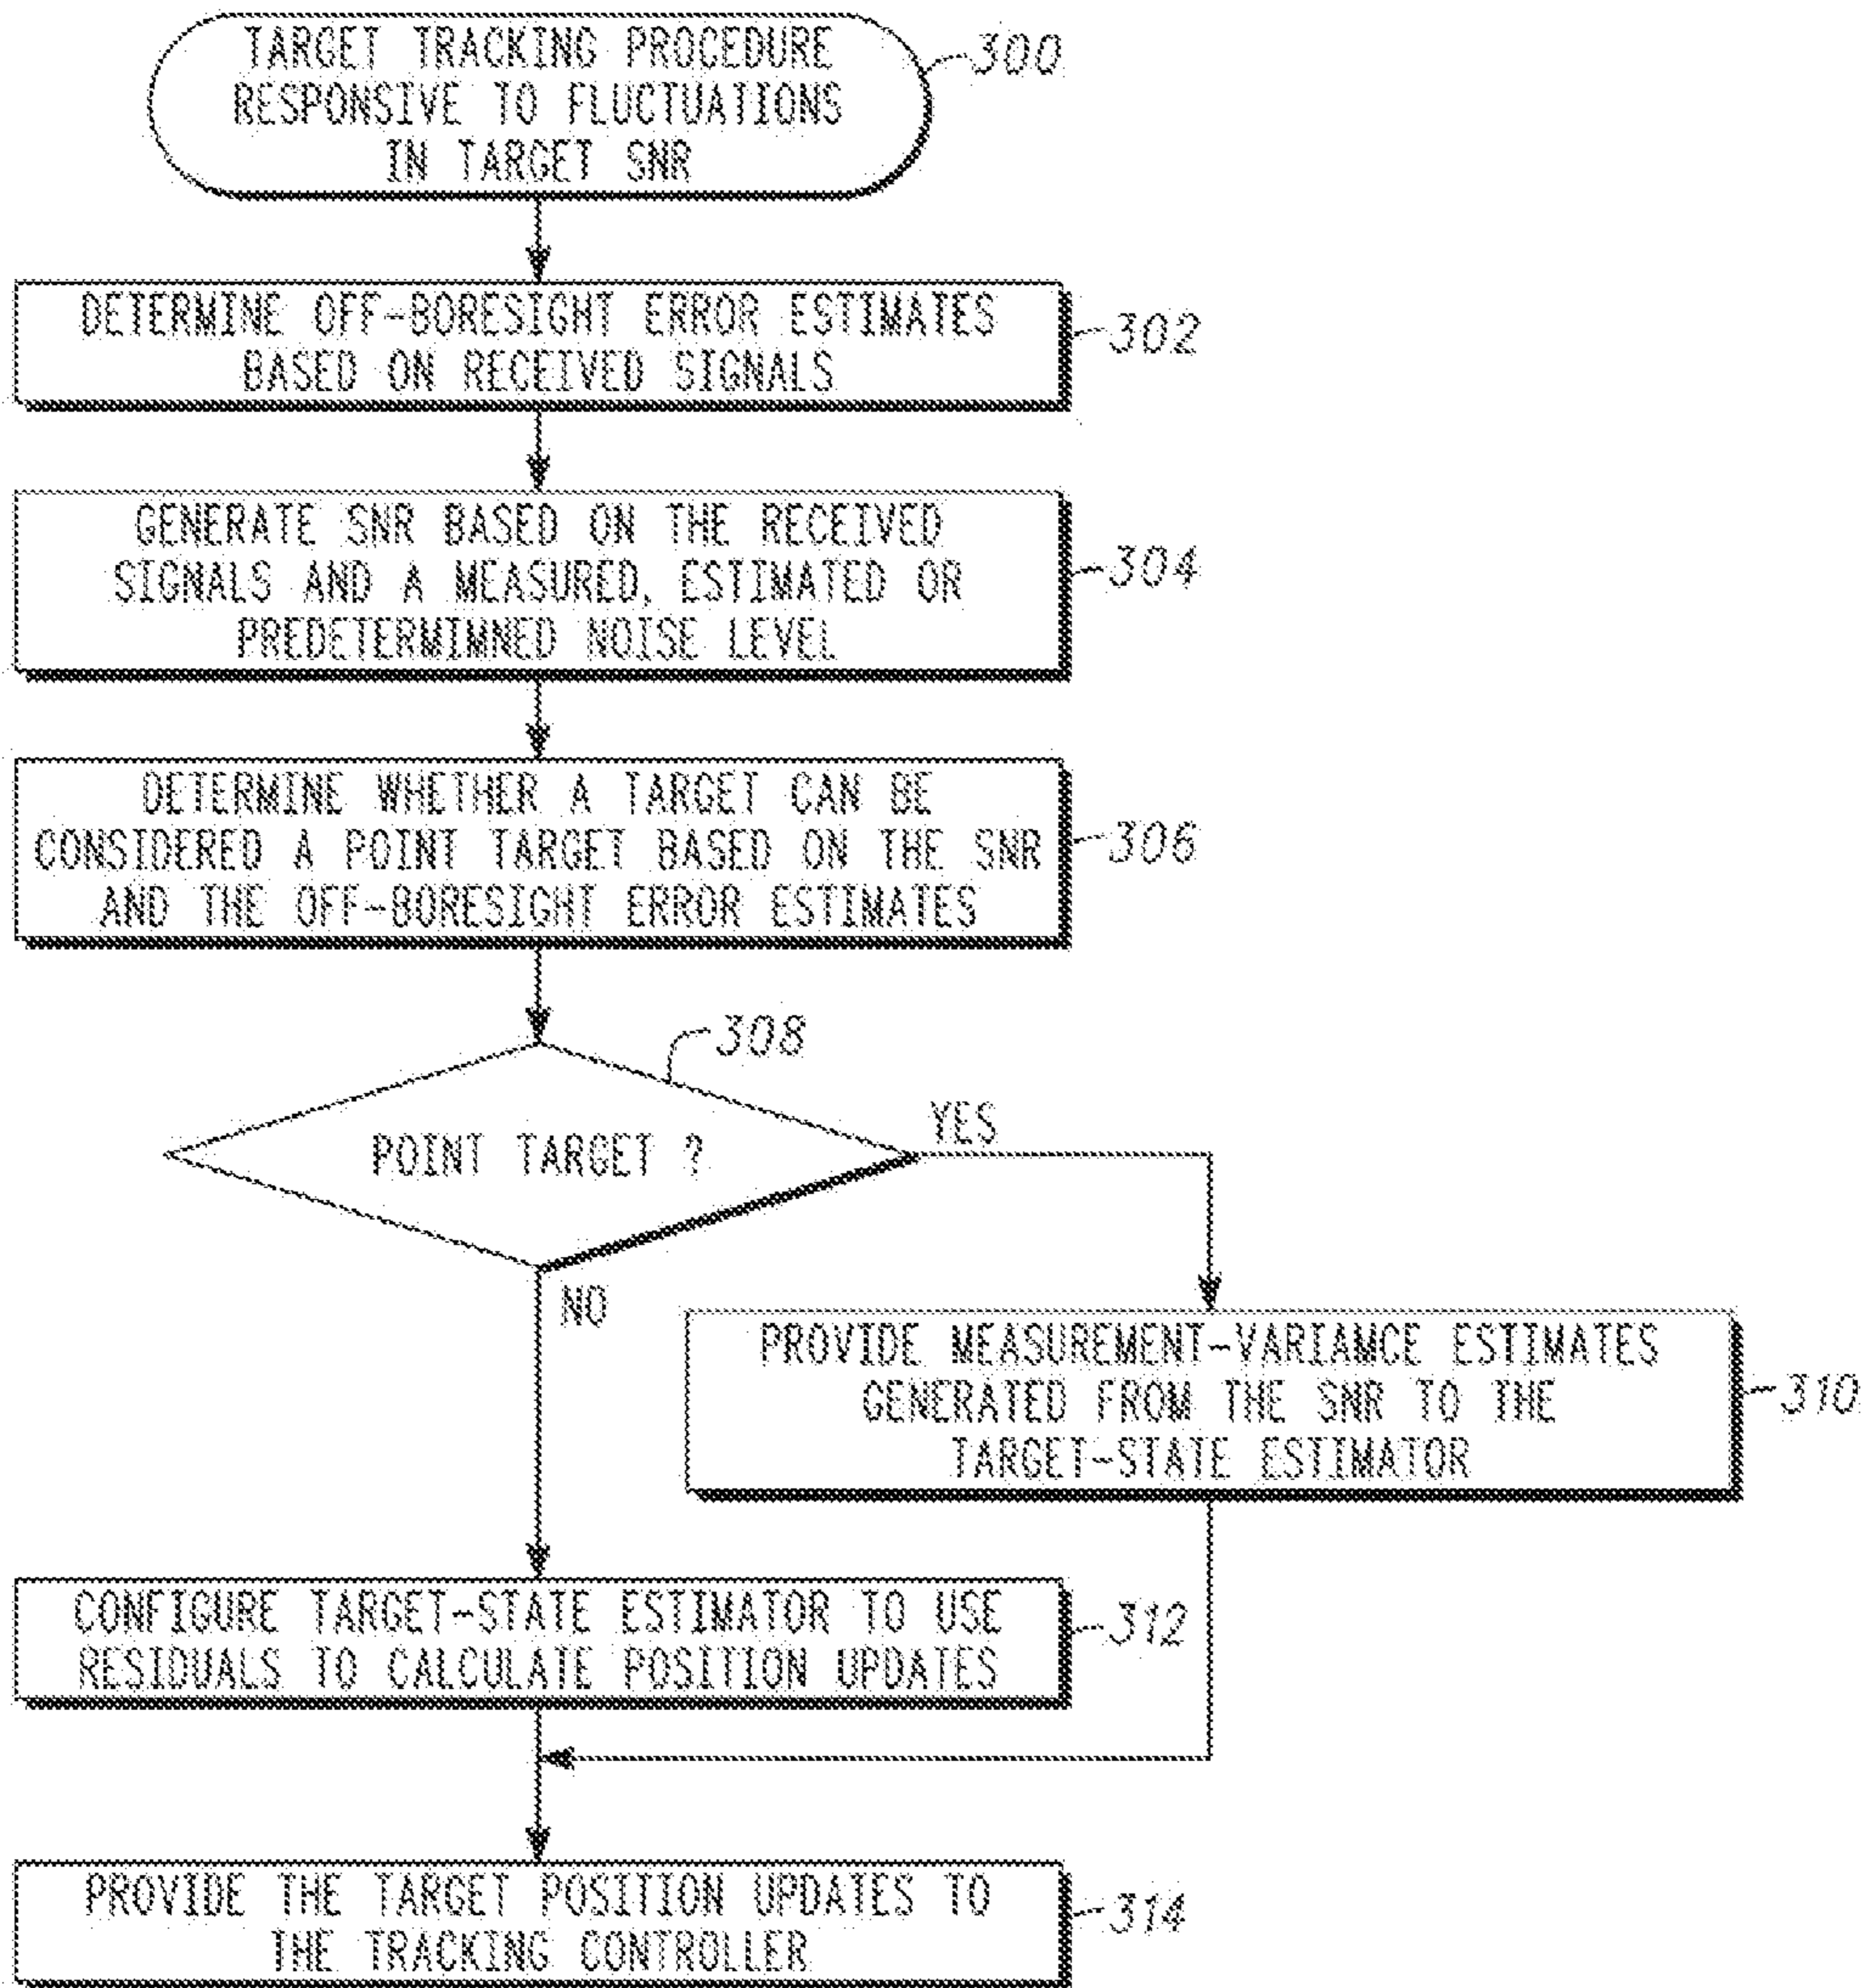 TARGET TRACKING PROCEDURE
RESPONSIVE TO FLUCTUATIONS
IN TARGET SNR
300
DETERMINE OFF-BORESIGHT ERROR ESTIMATES
BASED ON RECEIVED SIGNALS
302
GENERATE SNR BASED ON THE RECEIVED
SIGNALS AND A MEASURED, ESTIMATED OR
PREDETERMIMNED NOISE LEVEL
304
DETERMINE WHETHER A TARGET CAN BE
CONSIDERED A POINT TARGET BASED ON THE SNR
AND THE OFF-BORESIGHT ERROR ESTIMATES
306
308
POINT TARGET ?
YES
NO
PROVIDE MEASUREMENT-VARIAMCE ESTIMATES
GENERATED FROM THE SNR TO THE
TARGET-STATE ESTIMATOR
310
CONFIGURE TARGET-STATE ESTIMATOR TO USE
RESIDUALS TO CALCULATE POSITION UPDATES
312
PROVIDE THE TARGET POSITION UPDATES TO
THE TRACKING CONTROLLER
314